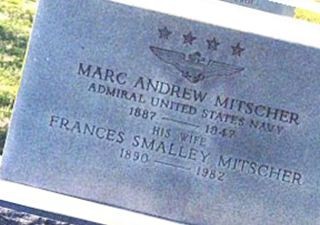 MARC ANDREW MITSCHER
ADMIRAL UNITED STATES NAVY
1887 — 1947
HIS WIFE
FRANCES SMALLEY MITSCHER
1890 — 1982